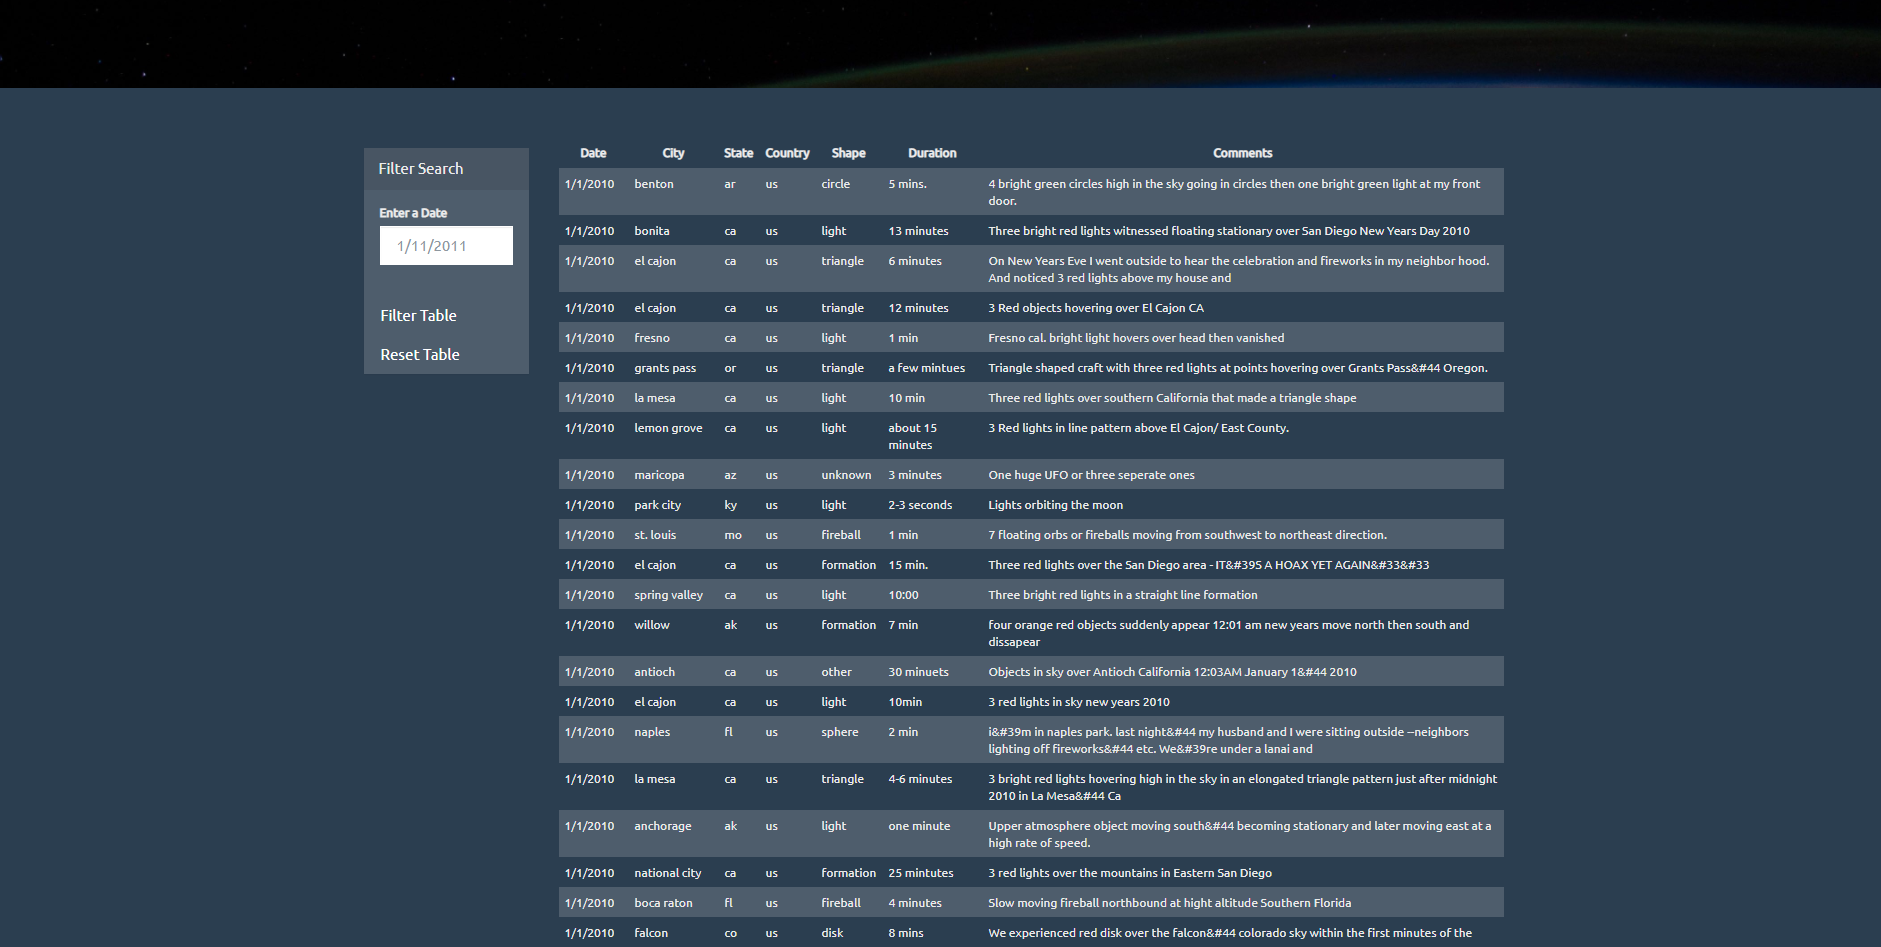 Filter Search
Enter a Date
1/11/2011
Filter Table
Reset Table
Date City State Country Shape Duration Comments
1/1/2010 benton ar us circle 5 mins. 4 bright green circles high in the sky going in circles then one bright green light at my front
door.
1/1/2010 bonita ca us light 13 minutes Three bright red lights witnessed floating stationary over San Diego New Years Day 2010
1/1/2010 el cajon ca us triangle 6 minutes On New Years Eve I went outside to hear the celebration and fireworks in my neighbor hood.
And noticed 3 red lights above my house and
1/1/2010 el cajon ca us triangle 12 minutes 3 Red objects hovering over El Cajon CA
1/1/2010 fresno ca us light 1 min Fresno cal. bright light hovers over head then vanished
1/1/2010 grants pass or us triangle a few mintues Triangle shaped craft with three red lights at points hovering over Grants Pass&#44 Oregon.
1/1/2010 la mesa ca us light 10 min Three red lights over southern California that made a triangle shape
1/1/2010 lemon grove ca us light about 15 3 Red lights in line pattern above El Cajon/ East County.
minutes
1/1/2010 maricopa az us unknown 3 minutes One huge UFO or three seperate ones
1/1/2010 park city ky us light 2-3 seconds Lights orbiting the moon
1/1/2010 st. louis mo us fireball 1 min 7 floating orbs or fireballs moving from southwest to northeast direction.
1/1/2010 el cajon ca us formation 15 min. Three red lights over the San Diego area - IT&#39S A HOAX YET AGAIN&#33&#33
1/1/2010 spring valley ca us light 10:00 Three bright red lights in a straight line formation
1/1/2010 willow ak us formation 7 min four orange red objects suddenly appear 12:01 am new years move north then south and
dissapear
1/1/2010 antioch ca us other 30 minuets Objects in sky over Antioch California 12:03AM January 1&#44 2010
1/1/2010 el cajon ca us light 10min 3 red lights in sky new years 2010
1/1/2010 naples fl us sphere 2 min i&#39m in naples park. last night&#44 my husband and I were sitting outside --neighbors
lighting off fireworks&#44 etc. We&#39re under a lanai and
1/1/2010 la mesa ca us triangle 4-6 minutes 3 bright red lights hovering high in the sky in an elongated triangle pattern just after midnight
2010 in La Mesa&#44 Ca
1/1/2010 anchorage ak us light one minute Upper atmosphere object moving south&#44 becoming stationary and later moving east at a
high rate of speed.
1/1/2010 national city ca us formation 25 mintutes 3 red lights over the mountains in Eastern San Diego
1/1/2010 boca raton fl us fireball 4 minutes Slow moving fireball northbound at hight altitude Southern Florida
1/1/2010 falcon co us disk 8 mins We experienced red disk over the falcon&#44 colorado sky within the first minutes of the